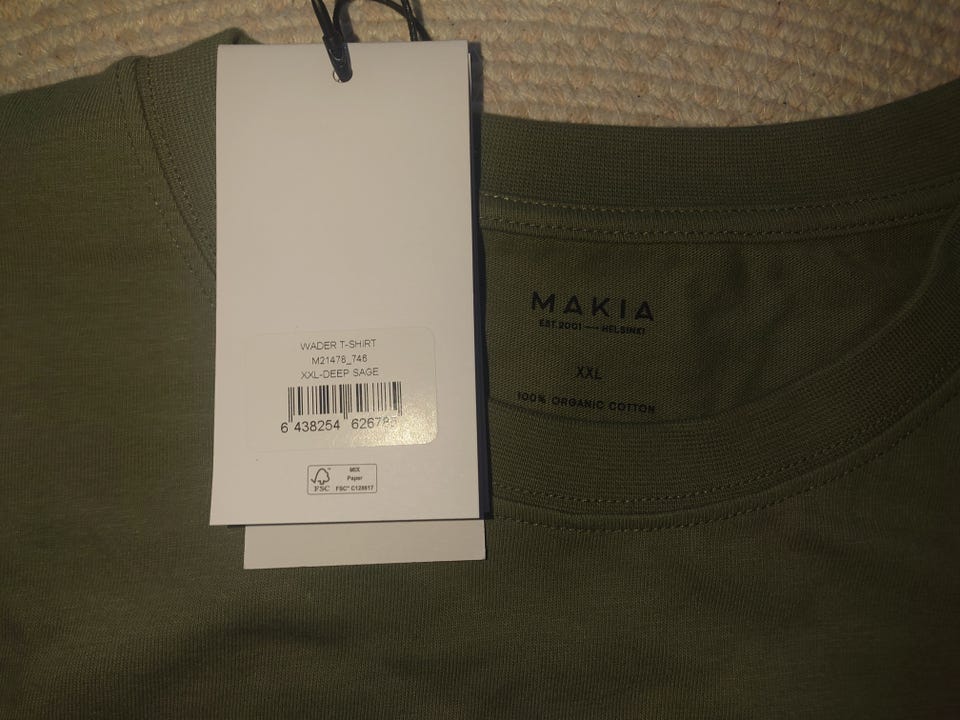 WADER T-SHIRT
M21476_746
XXL-DEEP SAGE
6 438254 626785
MIX
Paper
FSC FSC® C128617
MAKIA
EST.2001 — HELSINKI
XXL
100% ORGANIC COTTON